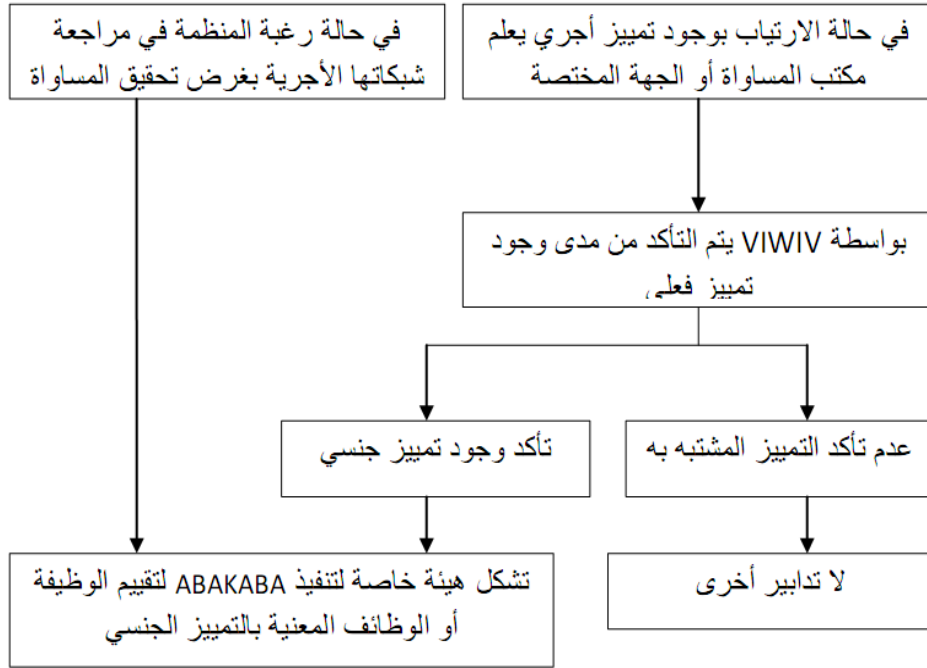 في حالة الارتياب بوجود تمييز أجري يعلم
مكتب المساواة أو الجهة المختصة
في حالة رغبة المنظمة في مراجعة
شبكاتها الأجرية بغرض تحقيق المساواة
بواسطة VIWIV يتم التأكد من مدى وجود
تمييز فعلي
عدم تأكد التمييز المشتبه به
تأكد وجود تمييز جنسي
لا تدابير أخرى
تشكل هيئة خاصة لتنفيذ ABAKABA لتقييم الوظيفة
أو الوظائف المعنية بالتمييز الجنسي